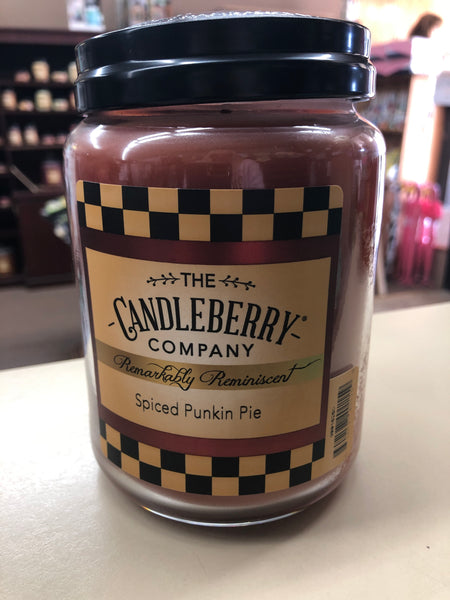 THE
CANDLEBERRY®
COMPANY
Remarkably Reminiscent
Spiced Punkin Pie